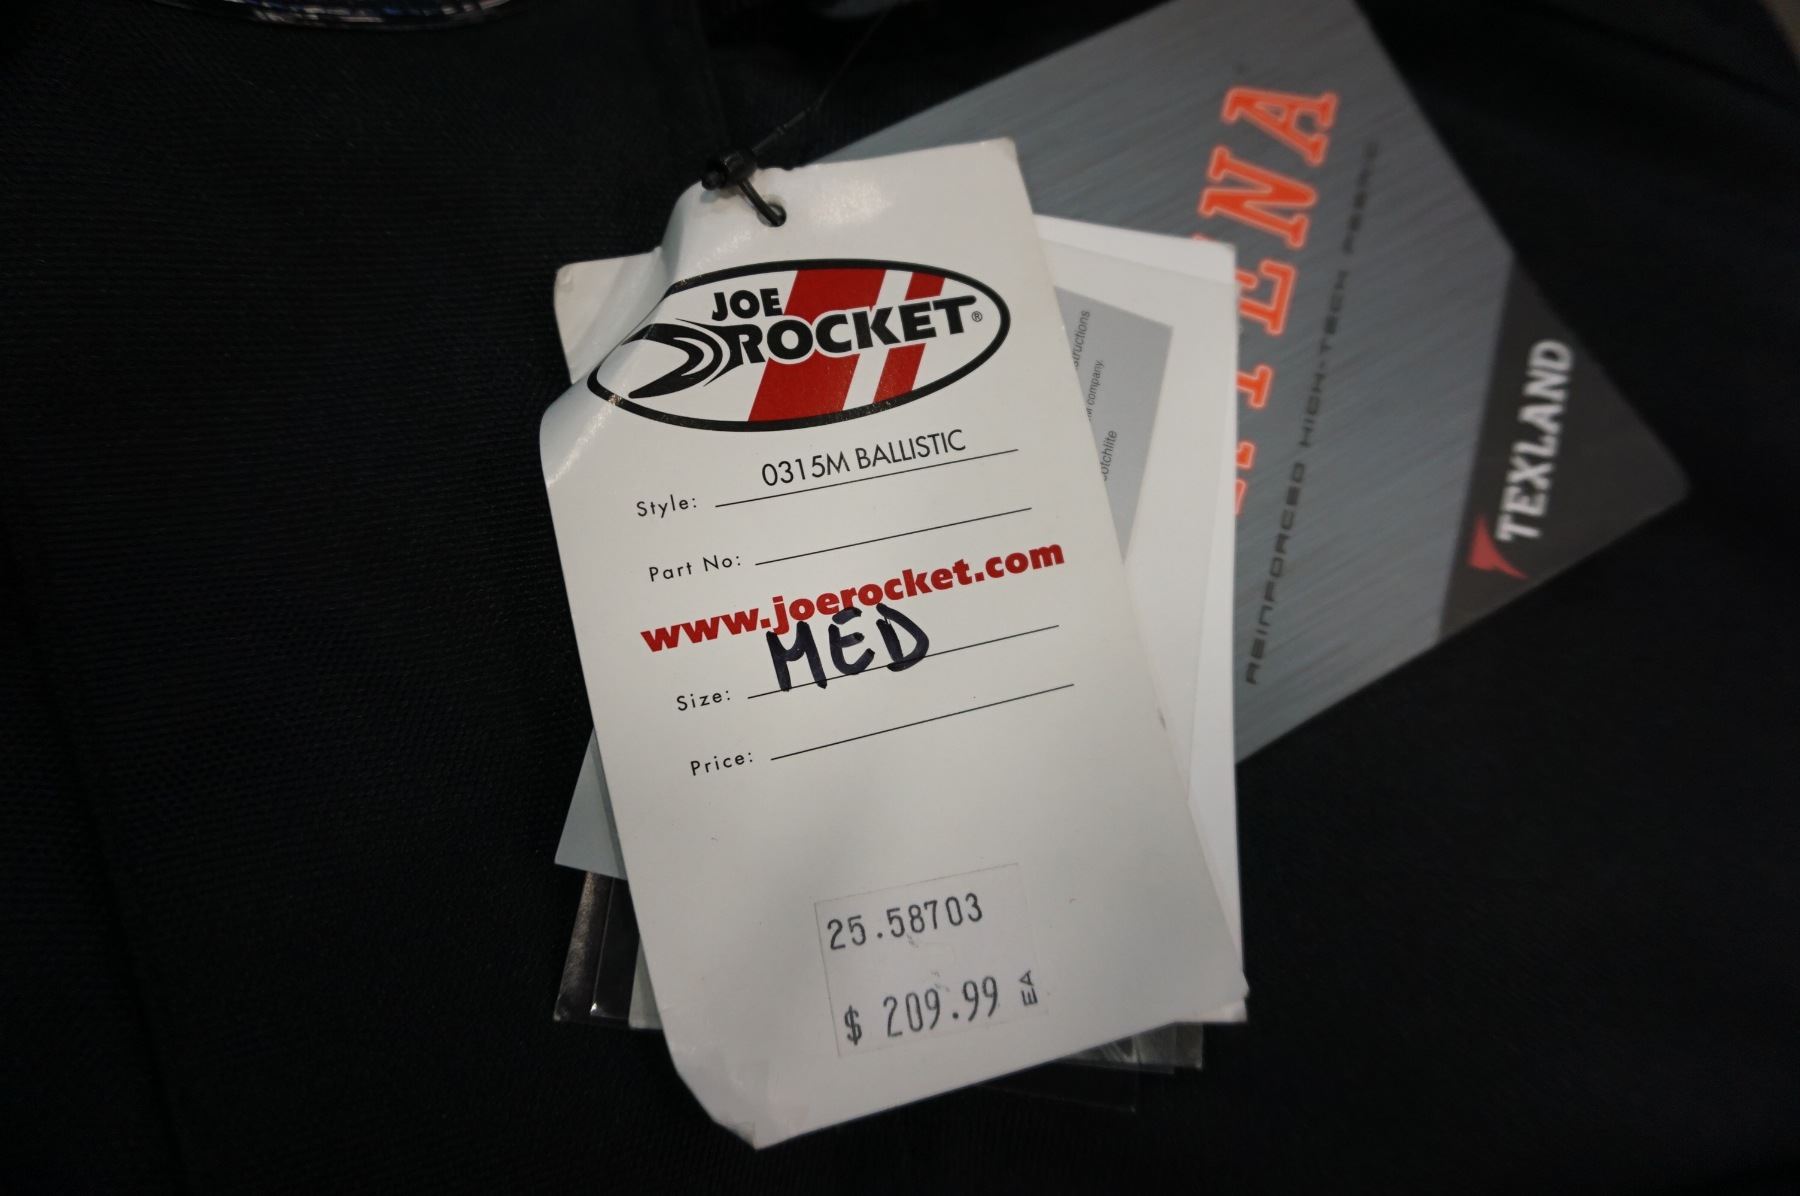 JOE
ROCKET®
Style: 0315M BALLISTIC
Part No:
www.joerocket.com
MED
Size:
Price:
25.58703
$ 209.99 EA
company.
TEXLAND
REINFORCED HIGH-TECH FABRIC